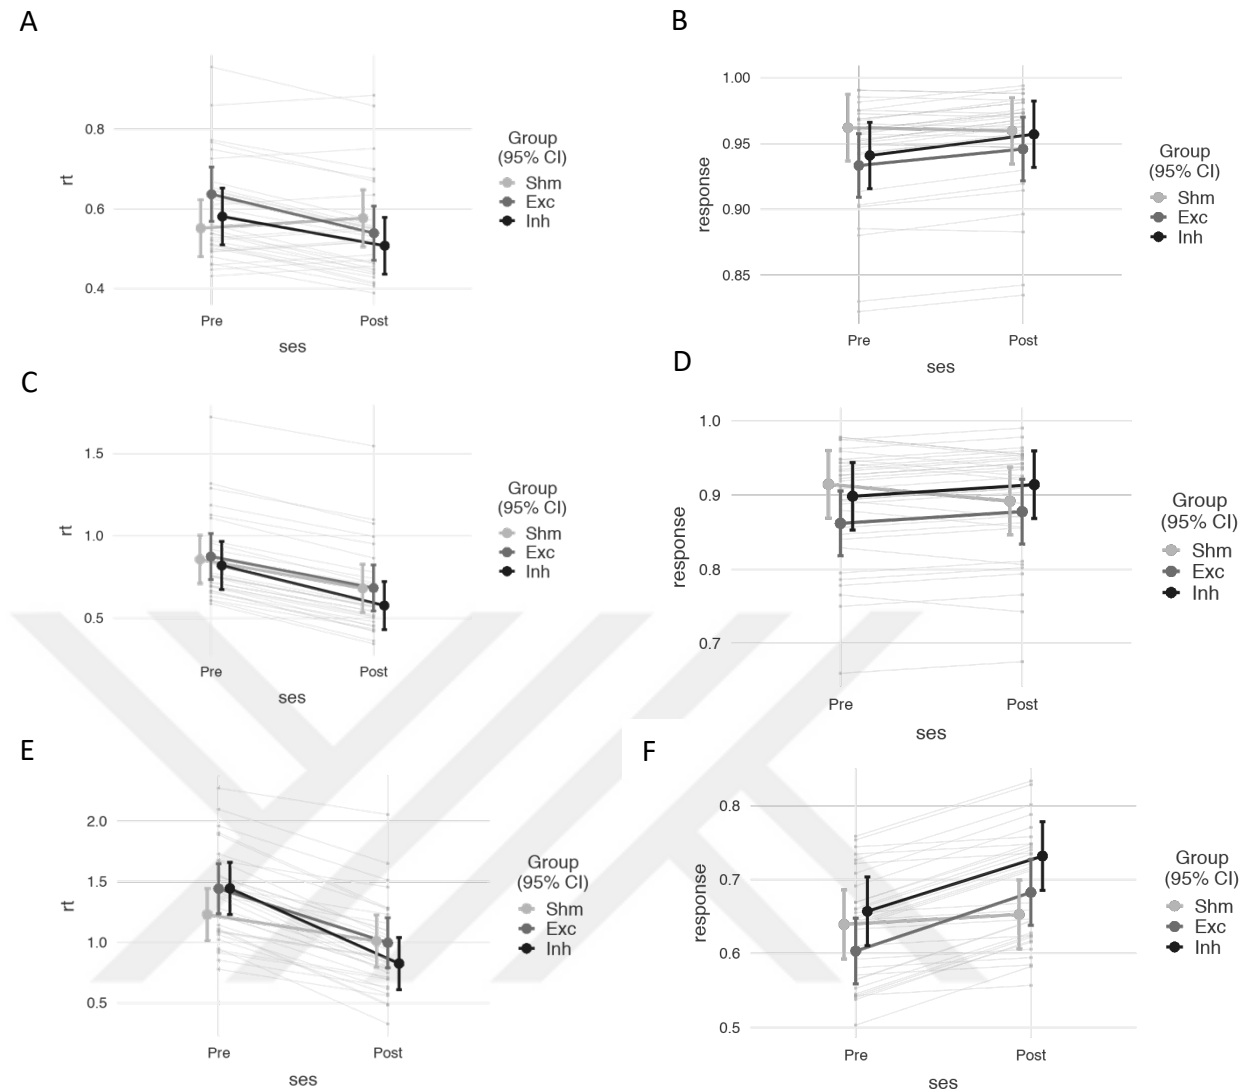 A
0.8
0.6
0.4
rt
Pre
Post
ses
Group
(95% CI)
Shm
Exc
Inh
B
1.00
0.95
0.90
0.85
response
Pre
Post
ses
Group
(95% CI)
Shm
Exc
Inh
C
1.5
1.0
0.5
rt
Pre
Post
ses
Group
(95% CI)
Shm
Exc
Inh
D
1.0
0.9
0.8
0.7
response
Pre
Post
ses
Group
(95% CI)
Shm
Exc
Inh
E
2.0
1.5
1.0
0.5
rt
Pre
Post
ses
Group
(95% CI)
Shm
Exc
Inh
F
0.8
0.7
0.6
0.5
response
Pre
Post
ses
Group
(95% CI)
Shm
Exc
Inh